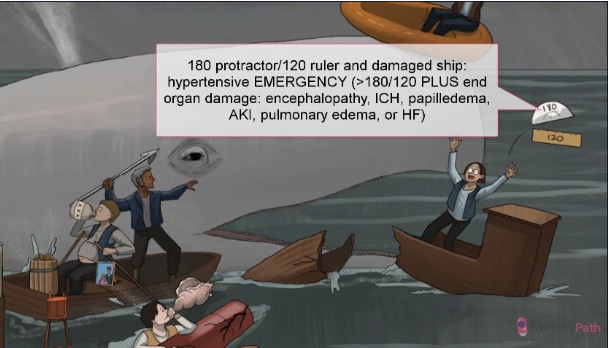 180 protractor/120 ruler and damaged ship:
hypertensive EMERGENCY (>180/120 PLUS end
organ damage: encephalopathy, ICH, papilledema,
AKI, pulmonary edema, or HF)
180
120
SketchyPath